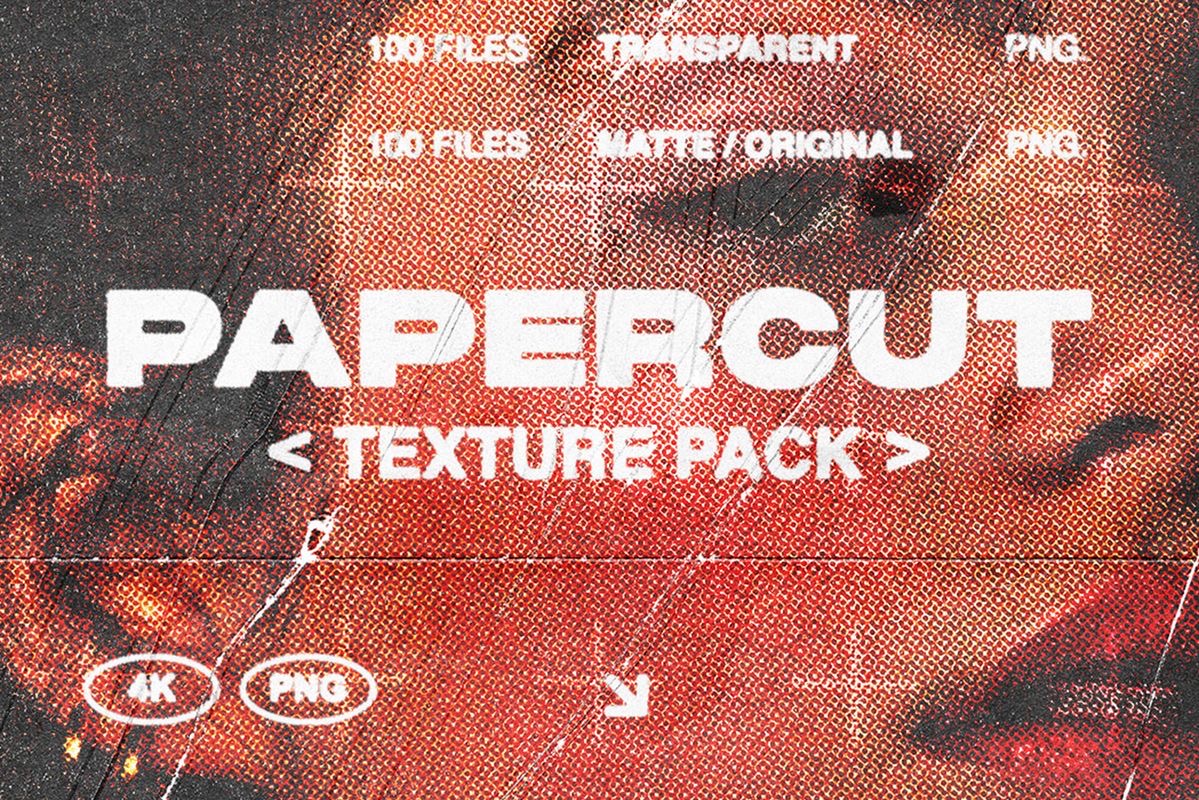 100 FILES TRANSPARENT PNG.
100 FILES MATTE / ORIGINAL PNG.
PAPERCUT
< TEXTURE PACK >
4K PNG